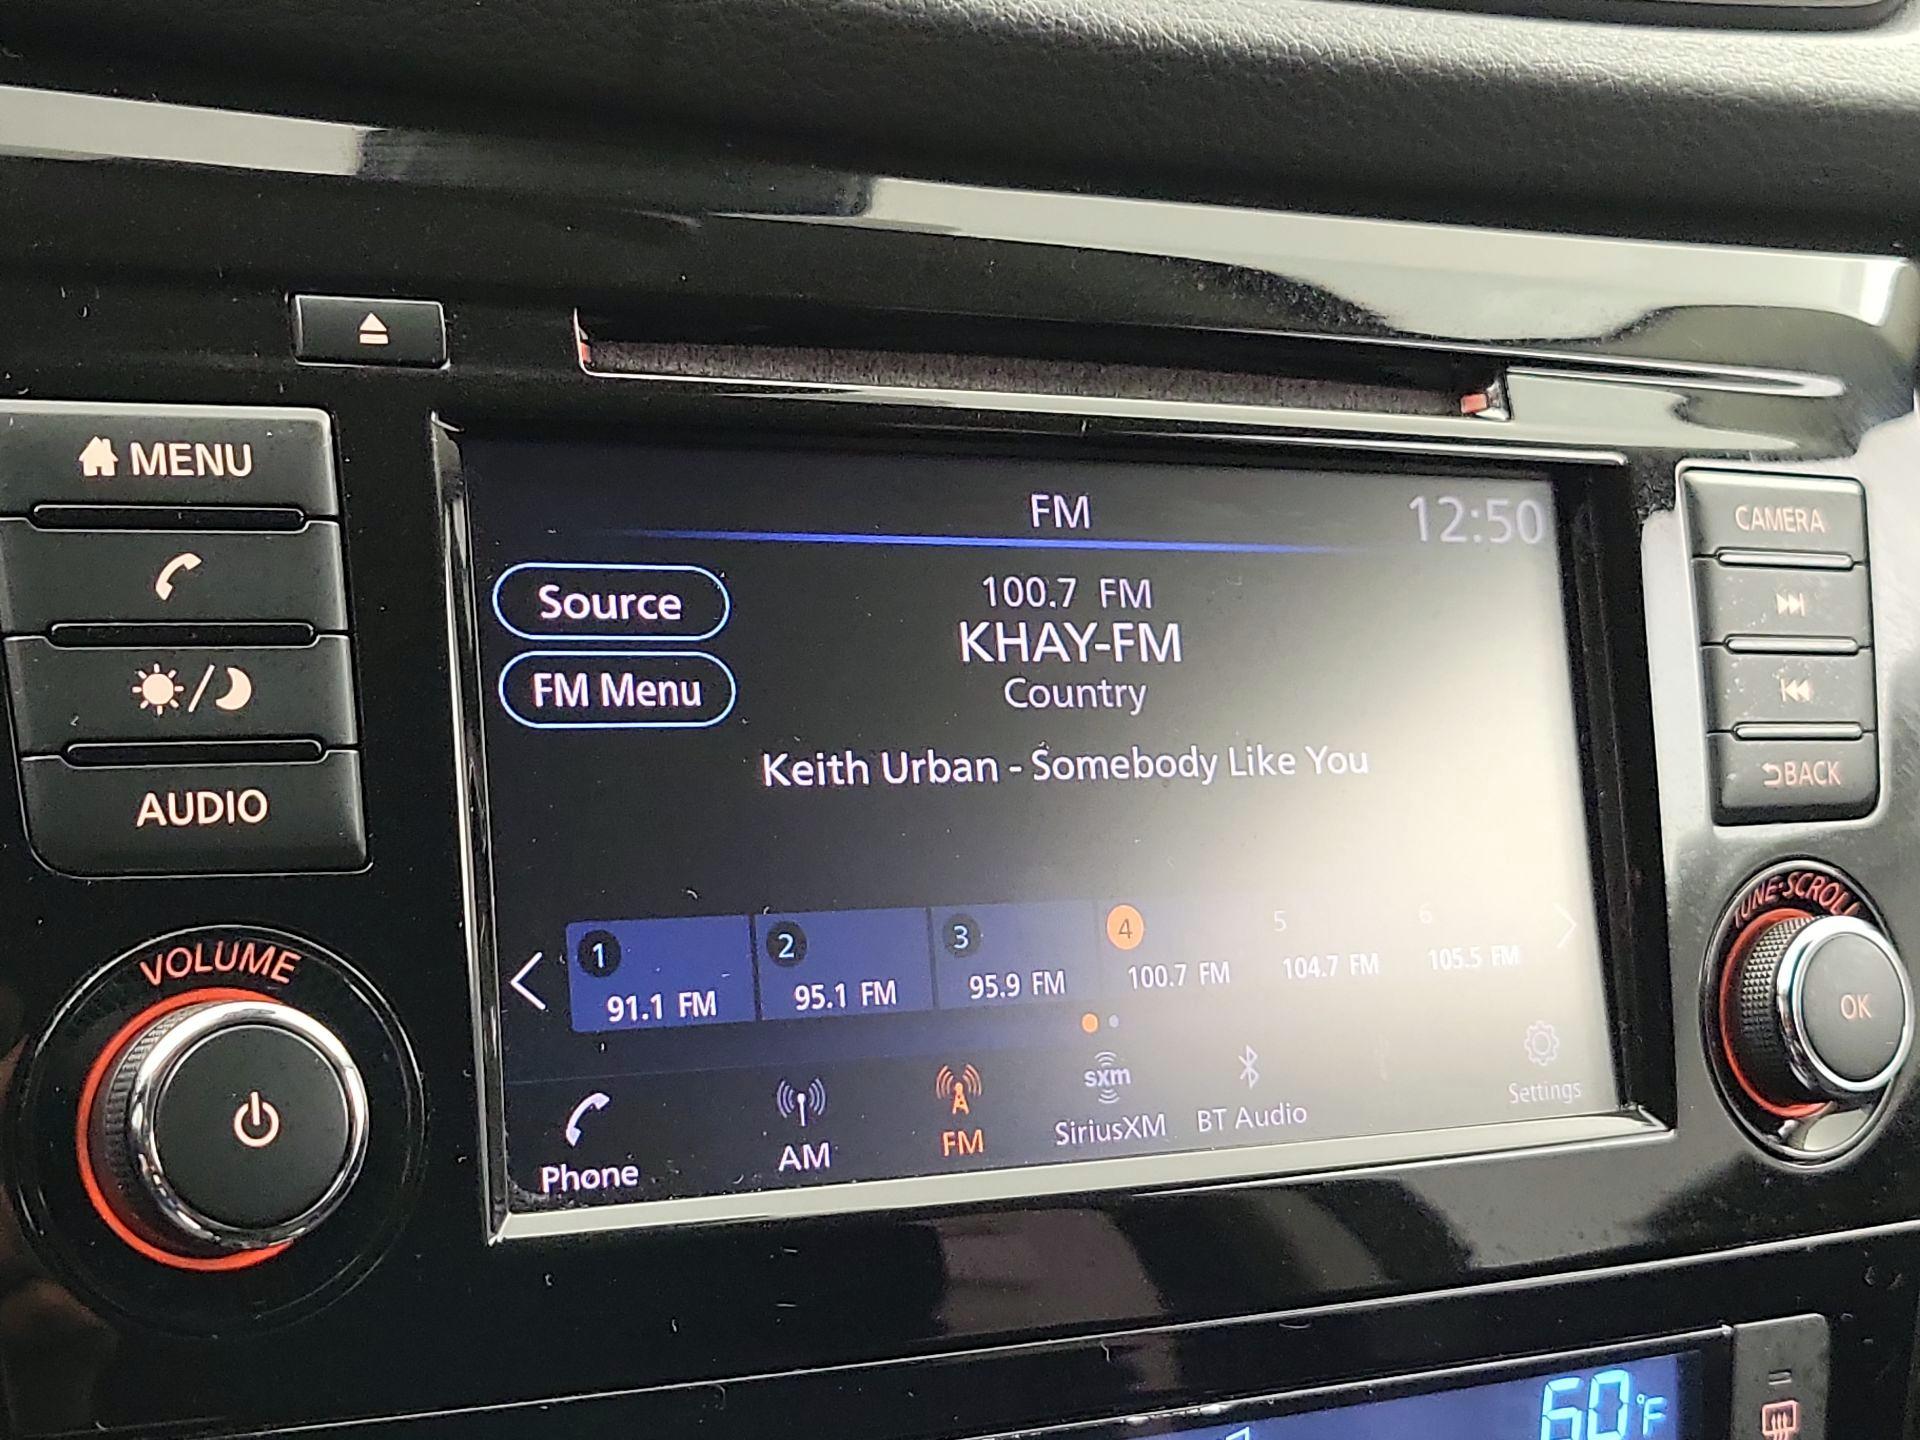 MENU
AUDIO
VOLUME
FM
12:50
Source
FM Menu
100.7 FM
KHAY-FM
Country
Keith Urban - Somebody Like You
1
91.1 FM
2
95.1 FM
3
95.9 FM
4
100.7 FM
5
104.7 FM
6
105.5 FM
Phone
AM
FM
sxm
SiriusXM
BT Audio
Settings
CAMERA
BACK
TUNE·SCROLL
OK
60°F